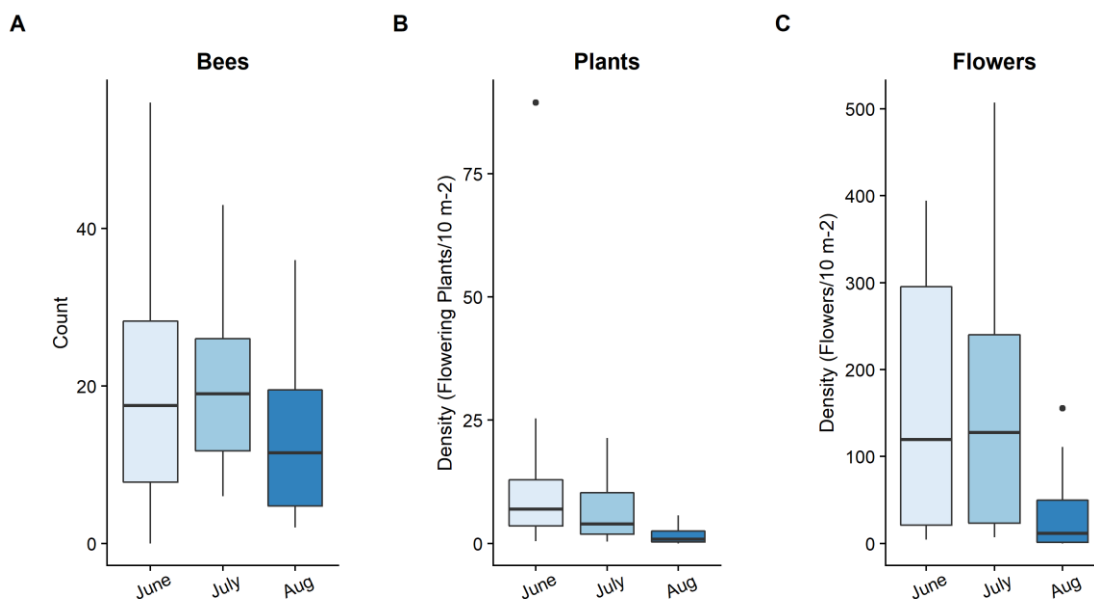 A
Bees
Count
40
20
0
June
July
Aug
B
Plants
Density (Flowering Plants/10 m-2)
75
50
25
0
June
July
Aug
C
Flowers
Density (Flowers/10 m-2)
500
400
300
200
100
0
June
July
Aug